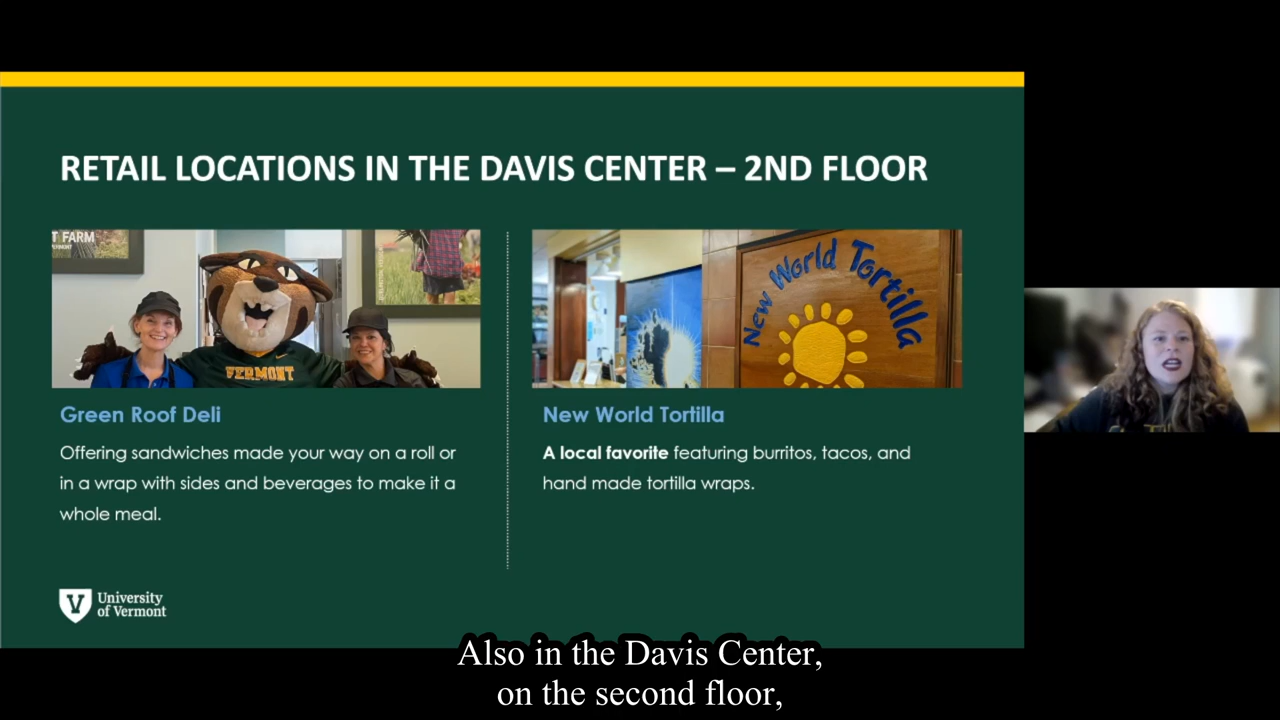 RETAIL LOCATIONS IN THE DAVIS CENTER – 2ND FLOOR
T FARM
VERMONT
New World Tortilla
Green Roof Deli
Offering sandwiches made your way on a roll or
in a wrap with sides and beverages to make it a
whole meal.
New World Tortilla
A local favorite featuring burritos, tacos, and
hand made tortilla wraps.
University
of Vermont
Also in the Davis Center,
on the second floor,